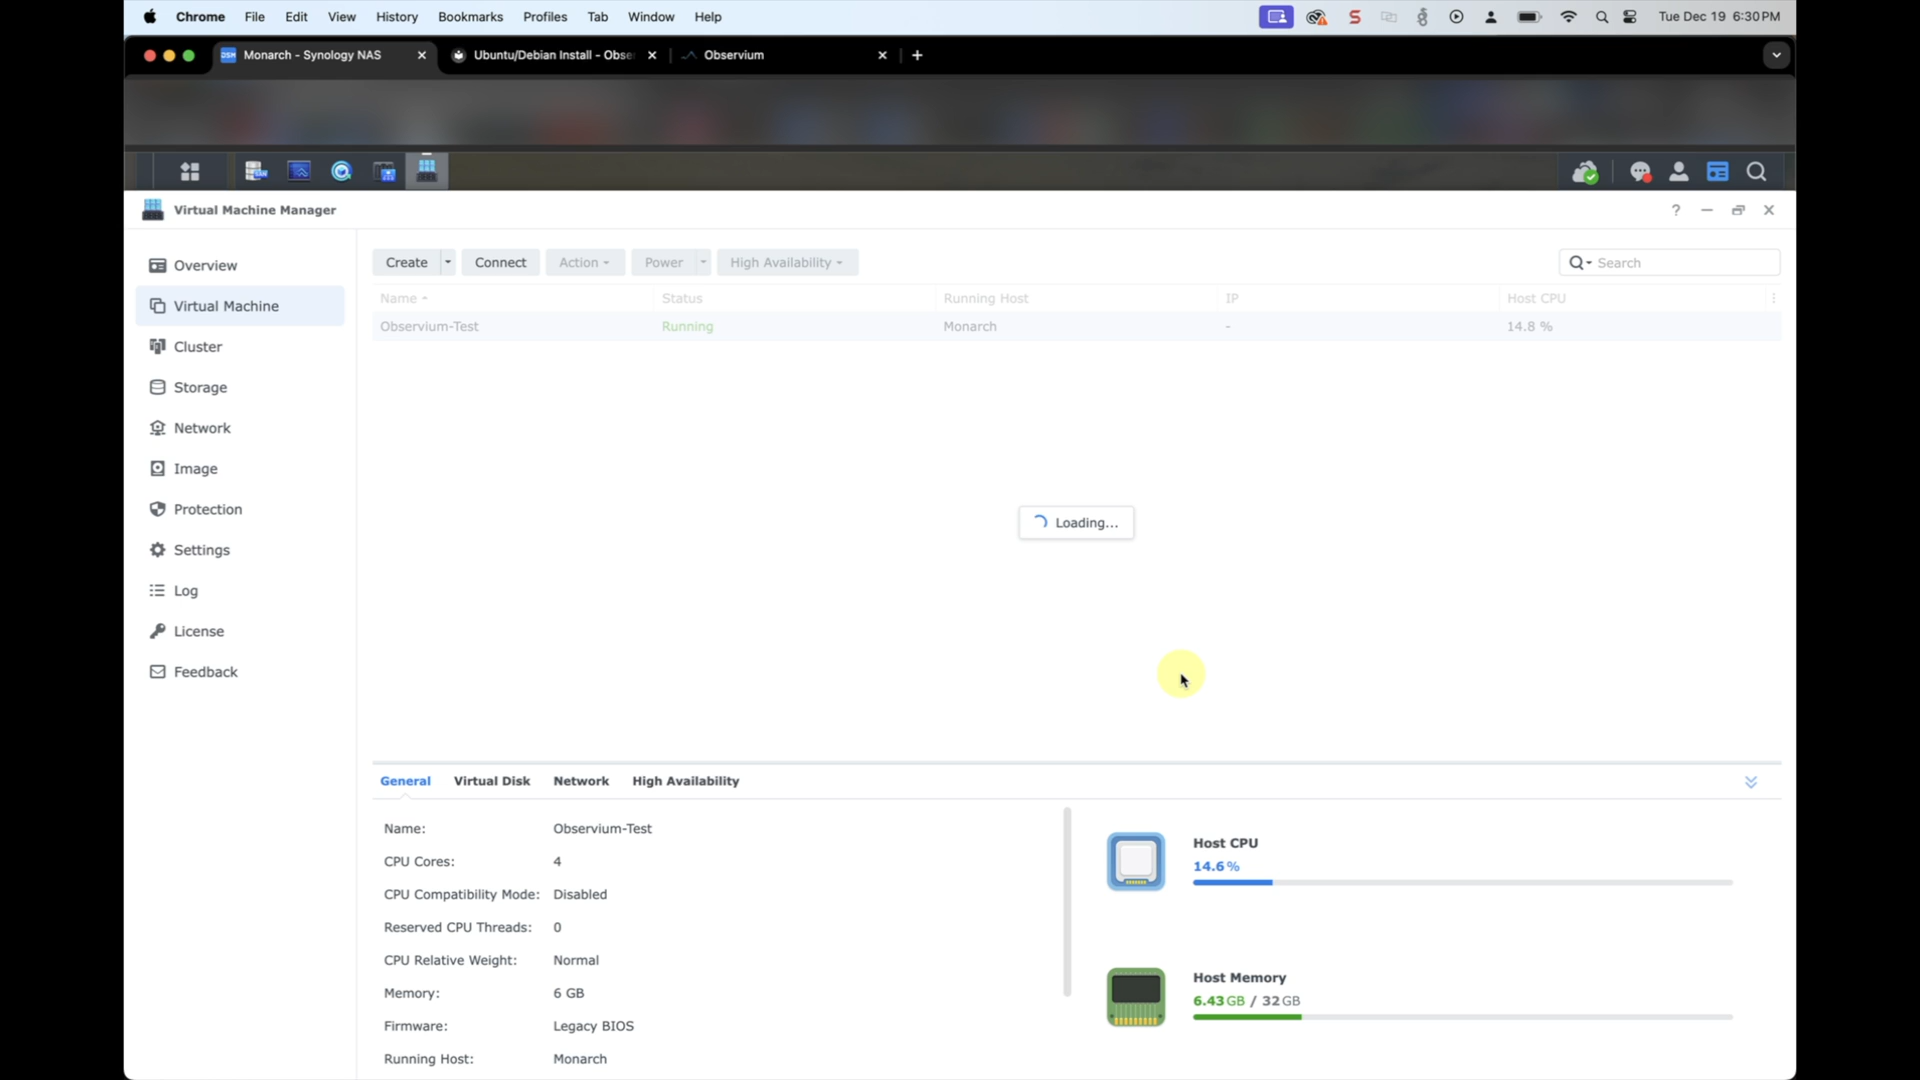 Chrome File Edit View History Bookmarks Profiles Tab Window Help Tue Dec 19 6:30 PM
Monarch - Synology NAS Ubuntu/Debian Install - Obse Observium
Virtual Machine Manager
Overview
Virtual Machine
Cluster
Storage
Network
Image
Protection
Settings
Log
License
Feedback
Create Connect Action Power High Availability Search
Name Status Running Host IP Host CPU
Observium-Test Running Monarch - 14.8 %
Loading...
General Virtual Disk Network High Availability
Name: Observium-Test
CPU Cores: 4
CPU Compatibility Mode: Disabled
Reserved CPU Threads: 0
CPU Relative Weight: Normal
Memory: 6 GB
Firmware: Legacy BIOS
Running Host: Monarch
Host CPU
14.6 %
Host Memory
6.43 GB / 32 GB